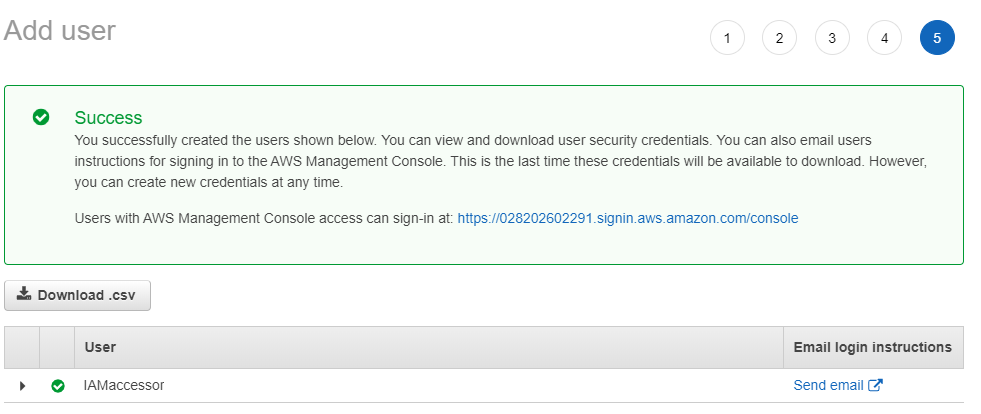 Add user
1 2 3 4 5
Success
You successfully created the users shown below. You can view and download user security credentials. You can also email users
instructions for signing in to the AWS Management Console. This is the last time these credentials will be available to download. However,
you can create new credentials at any time.
Users with AWS Management Console access can sign-in at: https://028202602291.signin.aws.amazon.com/console
Download .csv
User Email login instructions
IAMaccessor Send email